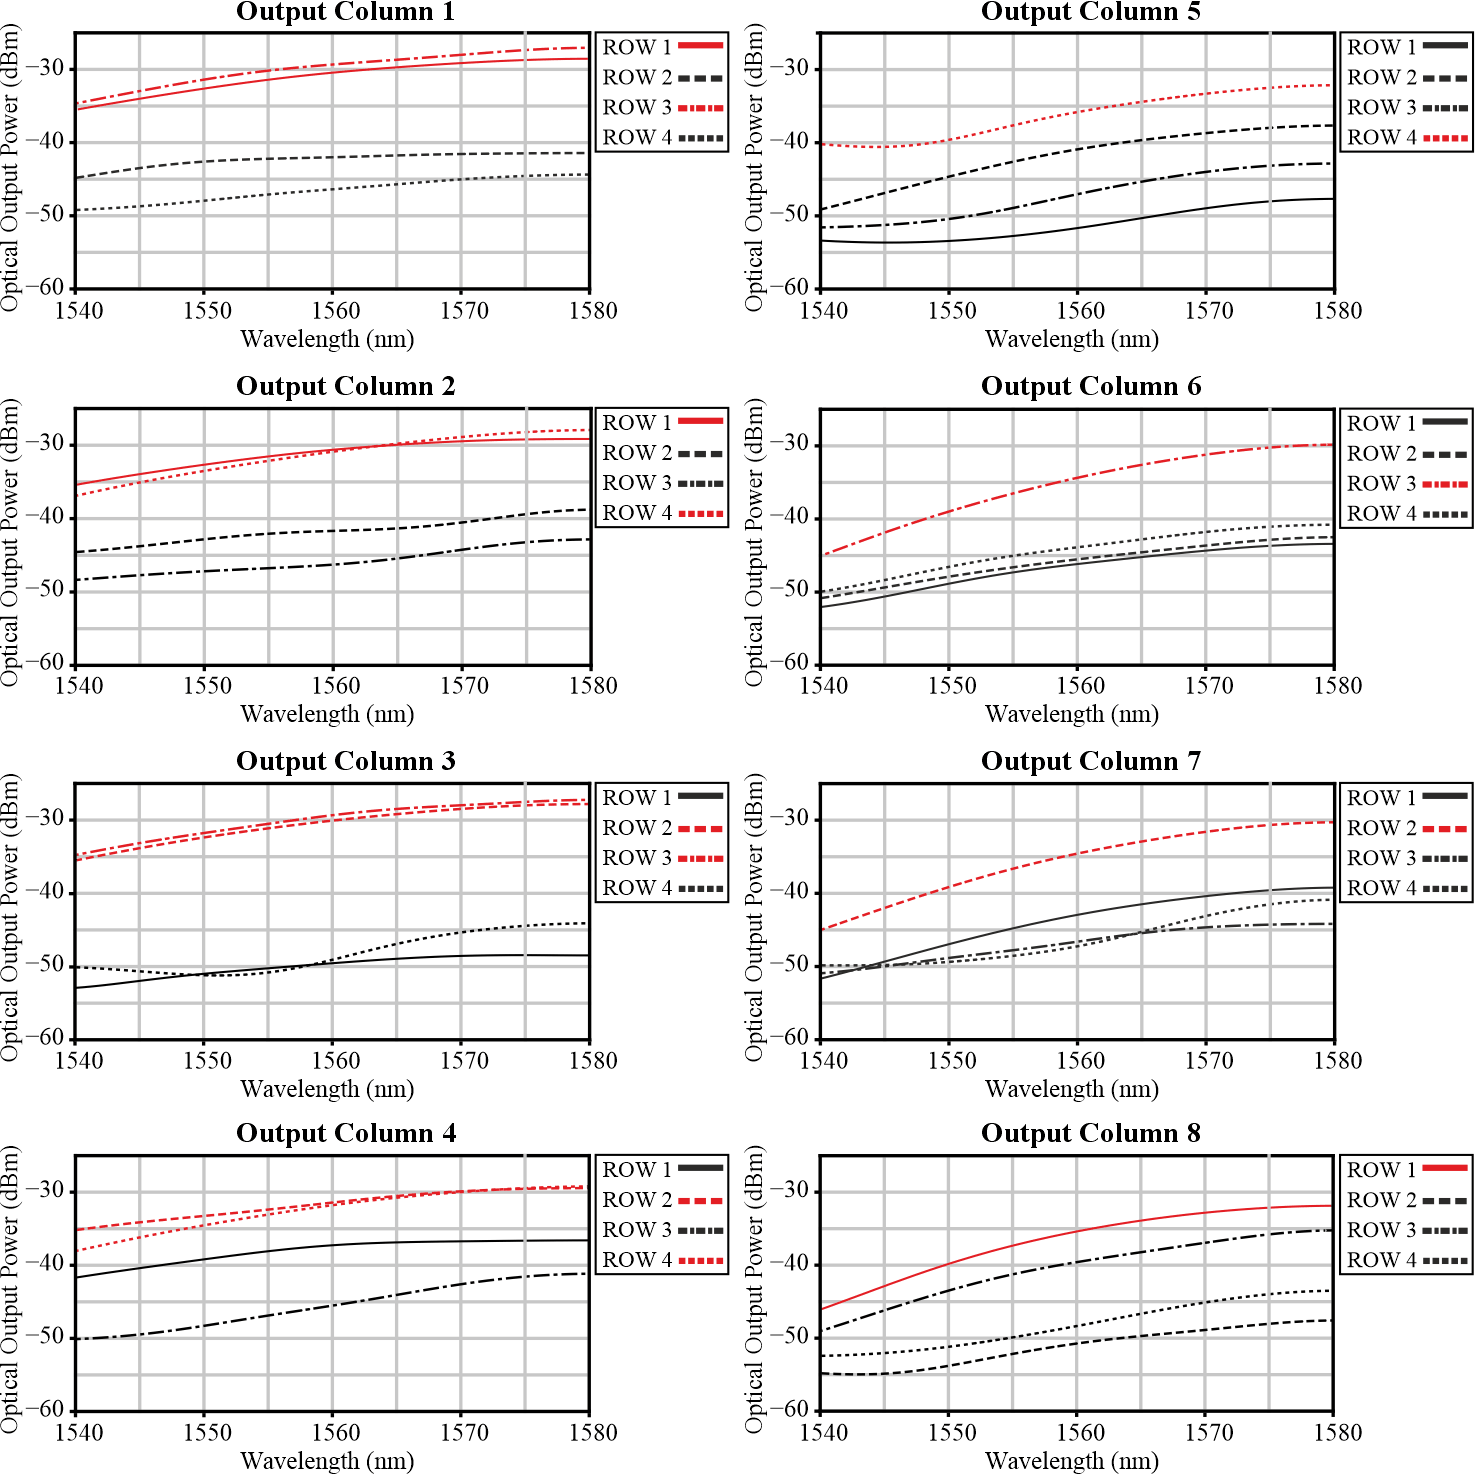 Output Column 1
Optical Output Power (dBm)
−30
−40
−50
−60
1540 1550 1560 1570 1580
Wavelength (nm)
ROW 1
ROW 2
ROW 3
ROW 4
Output Column 5
Optical Output Power (dBm)
−30
−40
−50
−60
1540 1550 1560 1570 1580
Wavelength (nm)
ROW 1
ROW 2
ROW 3
ROW 4
Output Column 2
Optical Output Power (dBm)
−30
−40
−50
−60
1540 1550 1560 1570 1580
Wavelength (nm)
ROW 1
ROW 2
ROW 3
ROW 4
Output Column 6
Optical Output Power (dBm)
−30
−40
−50
−60
1540 1550 1560 1570 1580
Wavelength (nm)
ROW 1
ROW 2
ROW 3
ROW 4
Output Column 3
Optical Output Power (dBm)
−30
−40
−50
−60
1540 1550 1560 1570 1580
Wavelength (nm)
ROW 1
ROW 2
ROW 3
ROW 4
Output Column 7
Optical Output Power (dBm)
−30
−40
−50
−60
1540 1550 1560 1570 1580
Wavelength (nm)
ROW 1
ROW 2
ROW 3
ROW 4
Output Column 4
Optical Output Power (dBm)
−30
−40
−50
−60
1540 1550 1560 1570 1580
Wavelength (nm)
ROW 1
ROW 2
ROW 3
ROW 4
Output Column 8
Optical Output Power (dBm)
−30
−40
−50
−60
1540 1550 1560 1570 1580
Wavelength (nm)
ROW 1
ROW 2
ROW 3
ROW 4